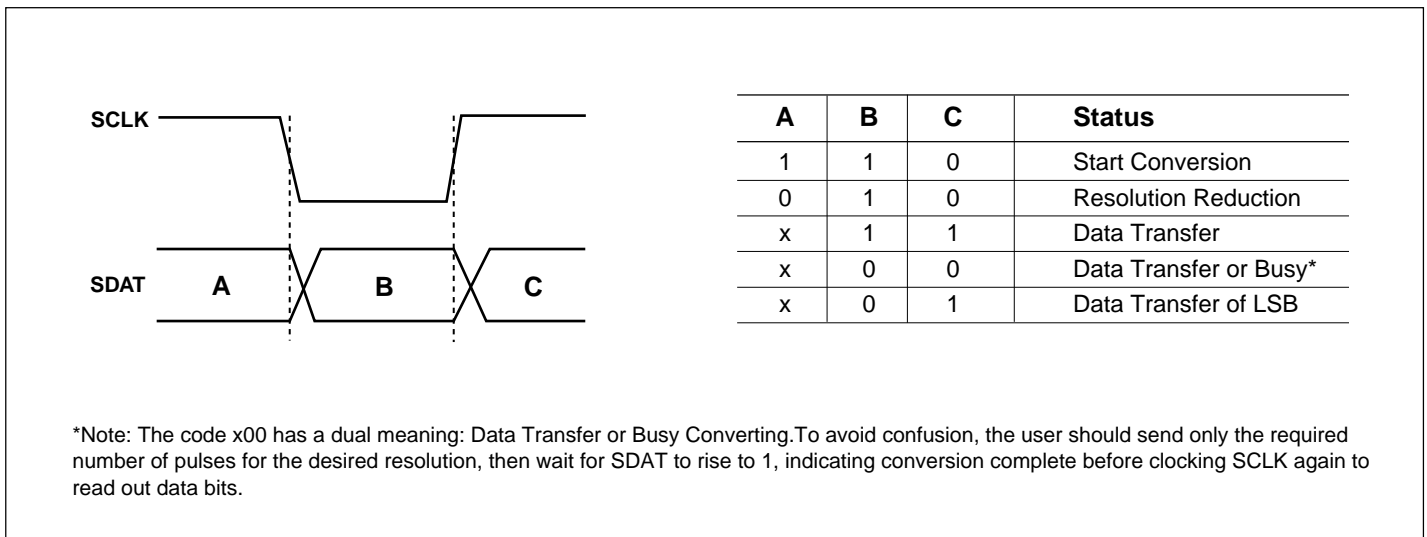 SCLK
SDAT
A B C
A B C Status
1 1 0 Start Conversion
0 1 0 Resolution Reduction
x 1 1 Data Transfer
x 0 0 Data Transfer or Busy*
x 0 1 Data Transfer of LSB
*Note: The code x00 has a dual meaning: Data Transfer or Busy Converting.To avoid confusion, the user should send only the required
number of pulses for the desired resolution, then wait for SDAT to rise to 1, indicating conversion complete before clocking SCLK again to
read out data bits.